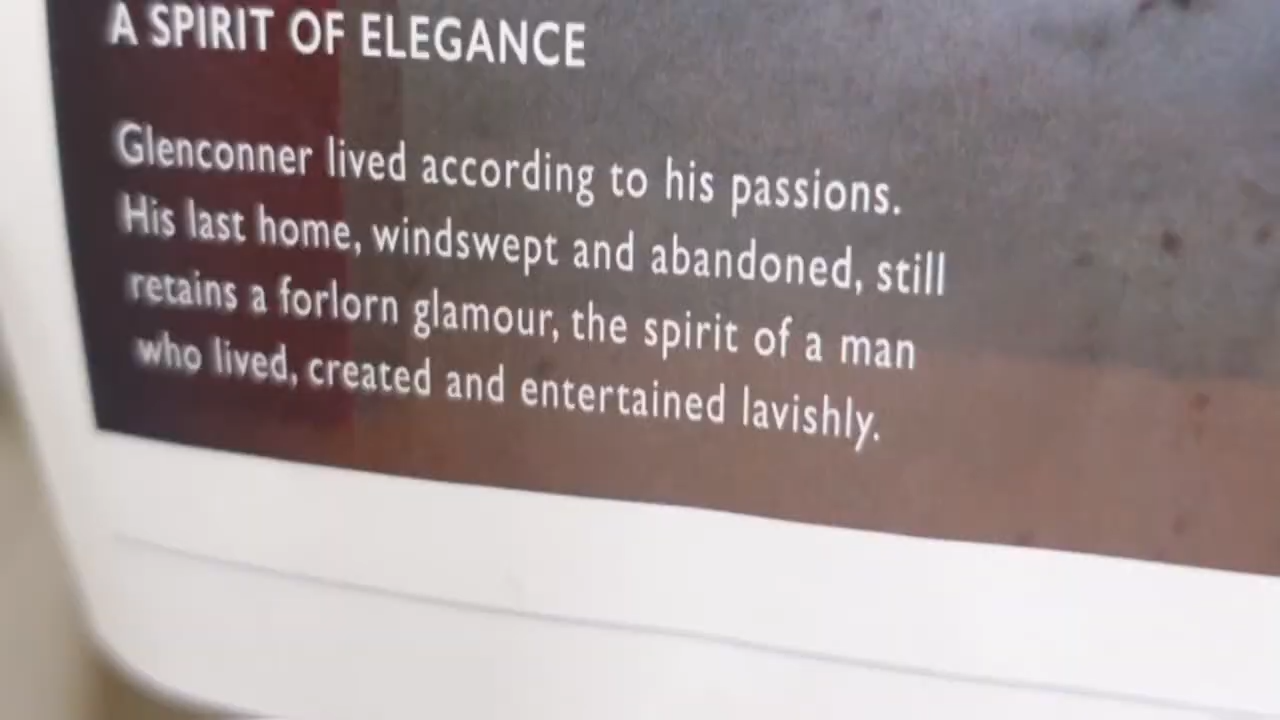 A SPIRIT OF ELEGANCE
Glenconner lived according to his passions.
His last home, windswept and abandoned, still
retains a forlorn glamour, the spirit of a man
who lived, created and entertained lavishly.